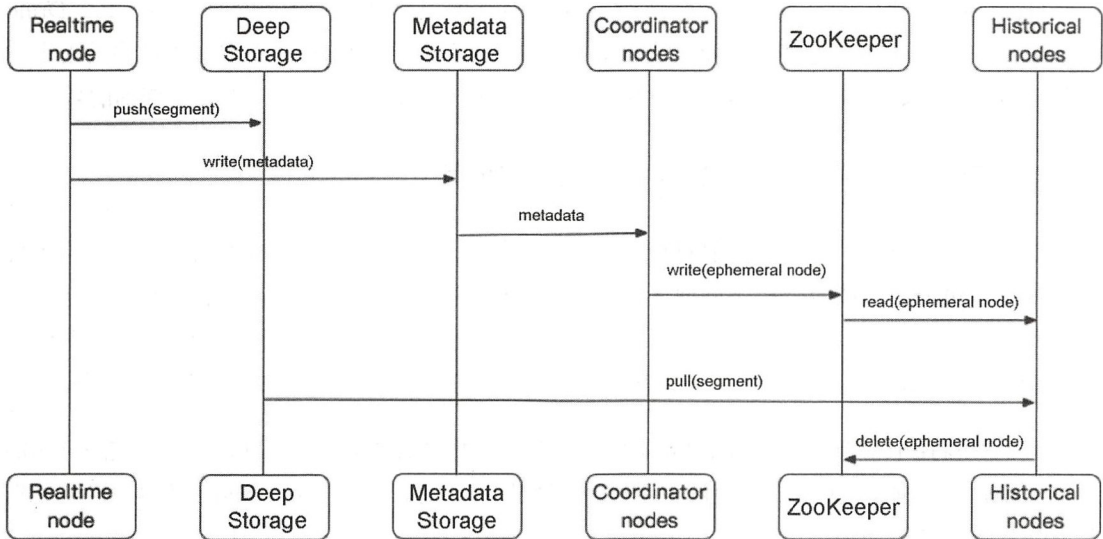 Realtime
node
Deep
Storage
Metadata
Storage
Coordinator
nodes
ZooKeeper
Historical
nodes
push(segment)
write(metadata)
metadata
write(ephemeral node)
read(ephemeral node)
pull(segment)
delete(ephemeral node)
Realtime
node
Deep
Storage
Metadata
Storage
Coordinator
nodes
ZooKeeper
Historical
nodes